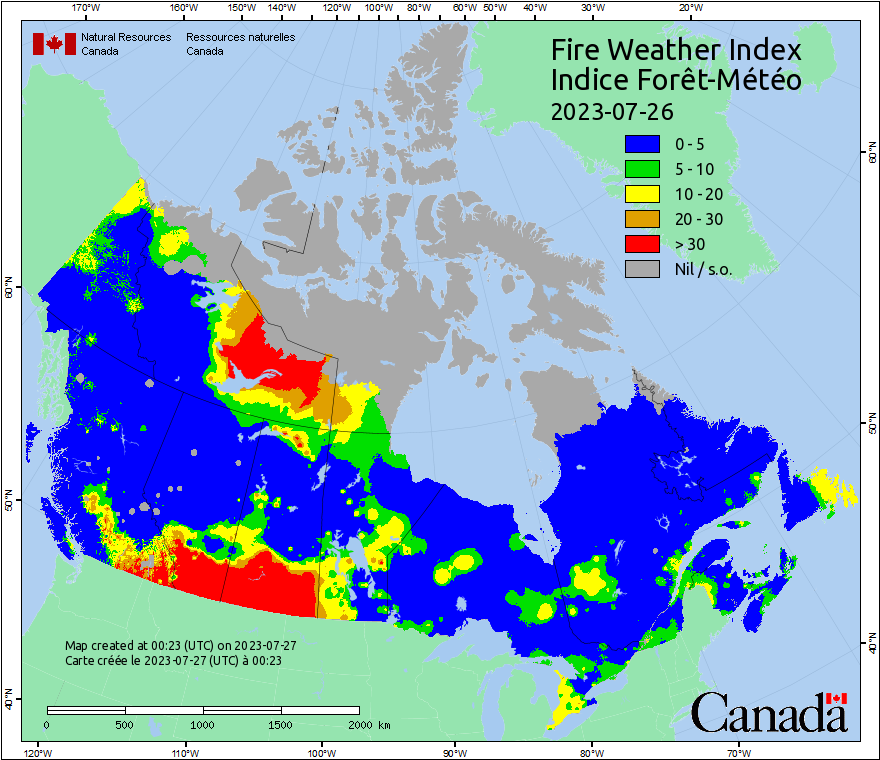 170°W 160°W 150°W 140°W 130°W 120°W 110°W 100°W 90°W 80°W 70°W 60°W 50°W 40°W 30°W 20°W
Natural Resources Ressources naturelles
Canada Canada
Fire Weather Index
Indice Forêt-Météo
2023-07-26
0 - 5
5 - 10
10 - 20
20 - 30
> 30
Nil / s.o.
60°N
50°N
40°N
60°N
50°N
40°N
Map created at 00:23 (UTC) on 2023-07-27
Carte créée le 2023-07-27 (UTC) à 00:23
0 500 1000 1500 2000 km
Canada
120°W 110°W 100°W 90°W 80°W 70°W